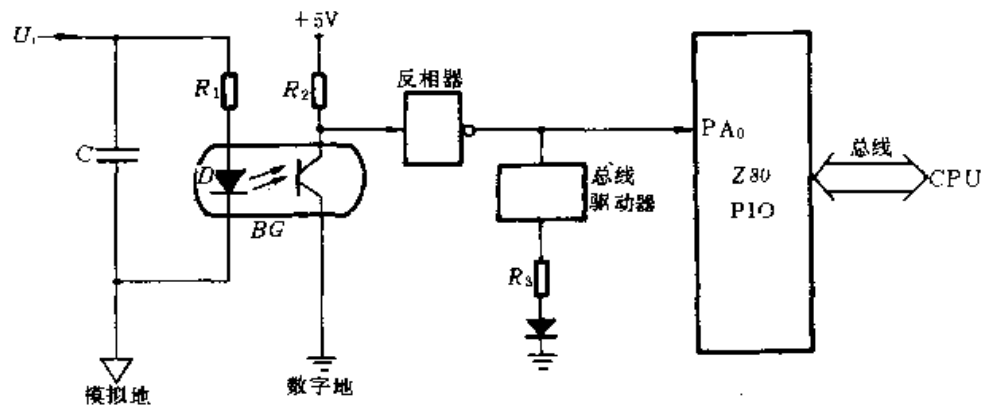 +5V
U₁
R₁
R₂
反相器
C
D
BG
PA₀
总线
驱动器
Z80
PIO
总线
CPU
R₃
模拟地
数字地